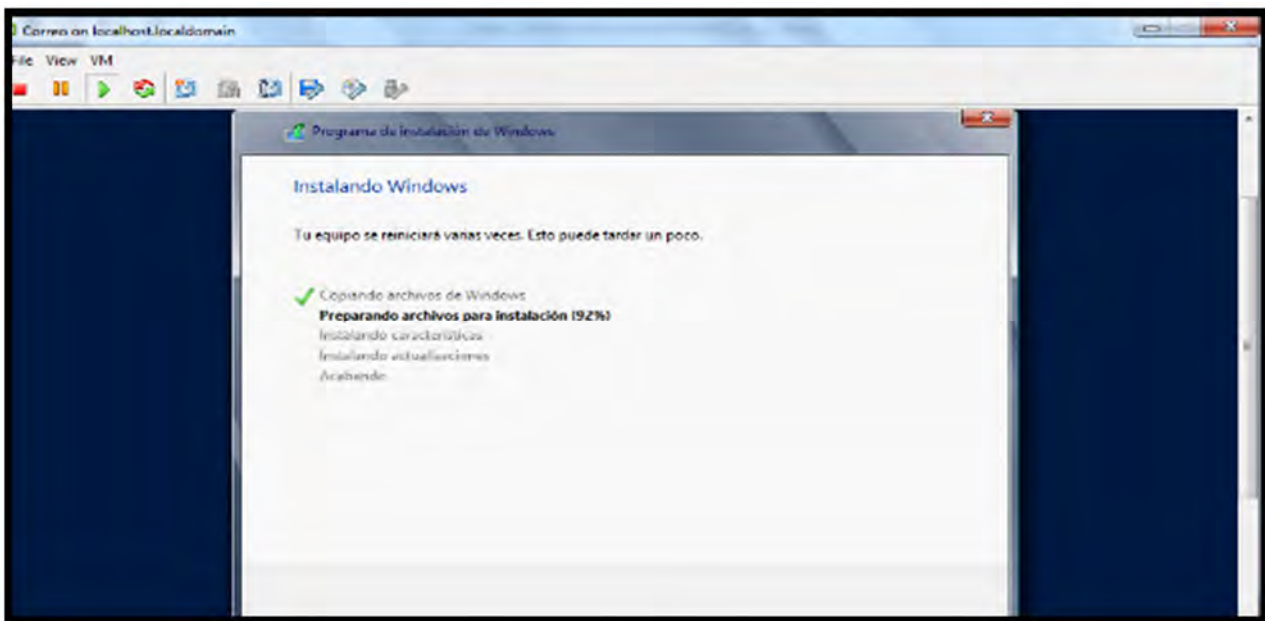 Correo on localhost.localdomain
File View VM
Programa de instalación de Windows
Instalando Windows
Tu equipo se reiniciará varias veces. Esto puede tardar un poco.
Copiando archivos de Windows
Preparando archivos para instalación (92%)
Instalando características
Instalando actualizaciones
Acabando